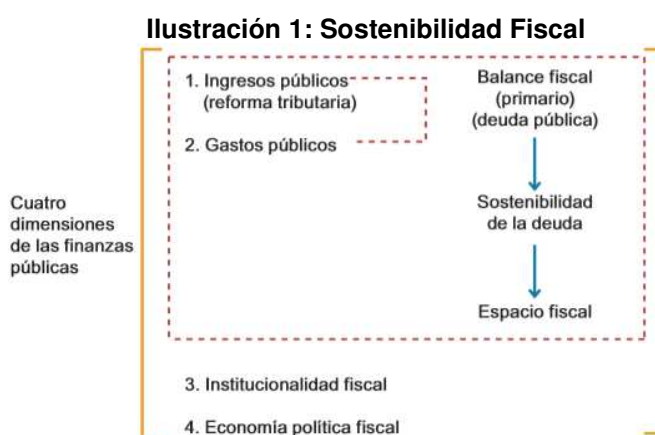 Ilustración 1: Sostenibilidad Fiscal
Cuatro
dimensiones
de las finanzas
públicas
1. Ingresos públicos
(reforma tributaria)
2. Gastos públicos
Balance fiscal
(primario)
(deuda pública)
Sostenibilidad
de la deuda
Espacio fiscal
3. Institucionalidad fiscal
4. Economía política fiscal